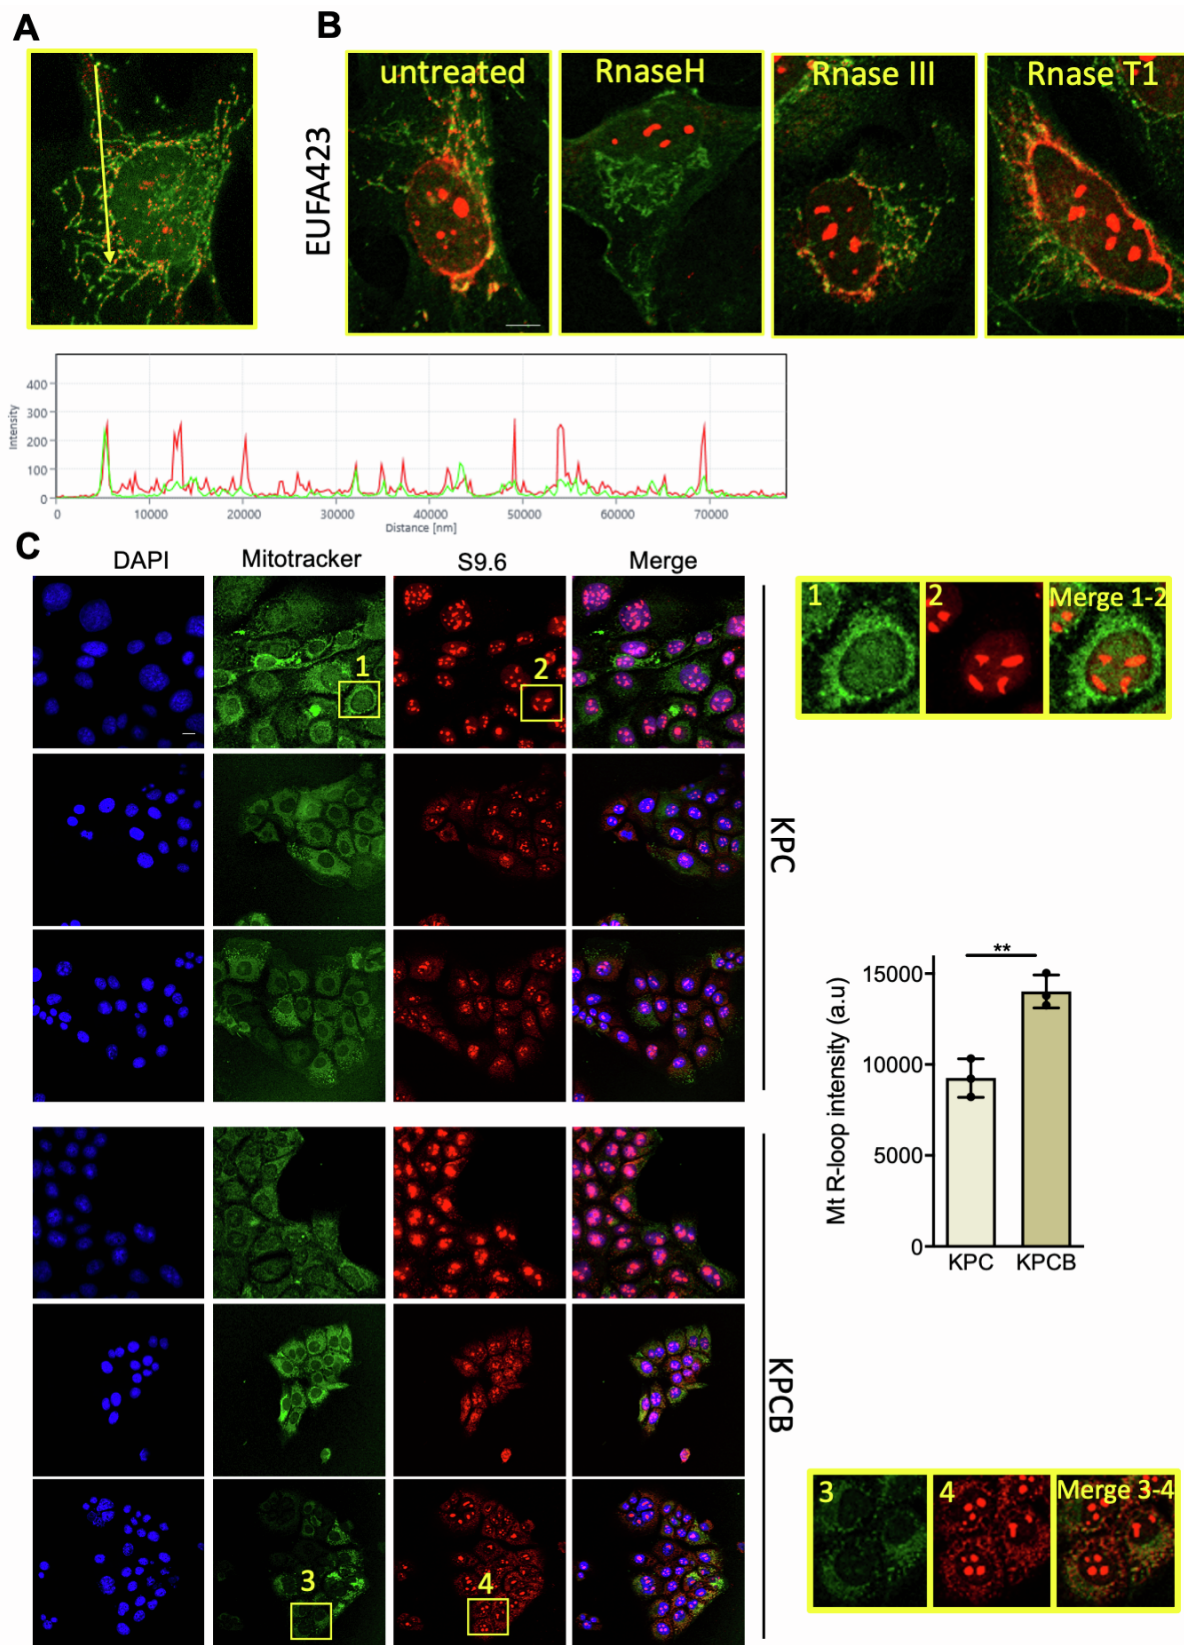 A
B
untreated
RnaseH
Rnase III
Rnase T1
EUFA423
400
300
200
100
0
Intensity
0 10000 20000 30000 40000 50000 60000 70000
Distance [nm]
C
DAPI Mitotracker S9.6 Merge
1
2
1
2
Merge 1-2
KPC
**
15000
10000
5000
0
Mt R-loop intensity (a.u)
KPC KPCB
KPCB
3
4
3
4
Merge 3-4